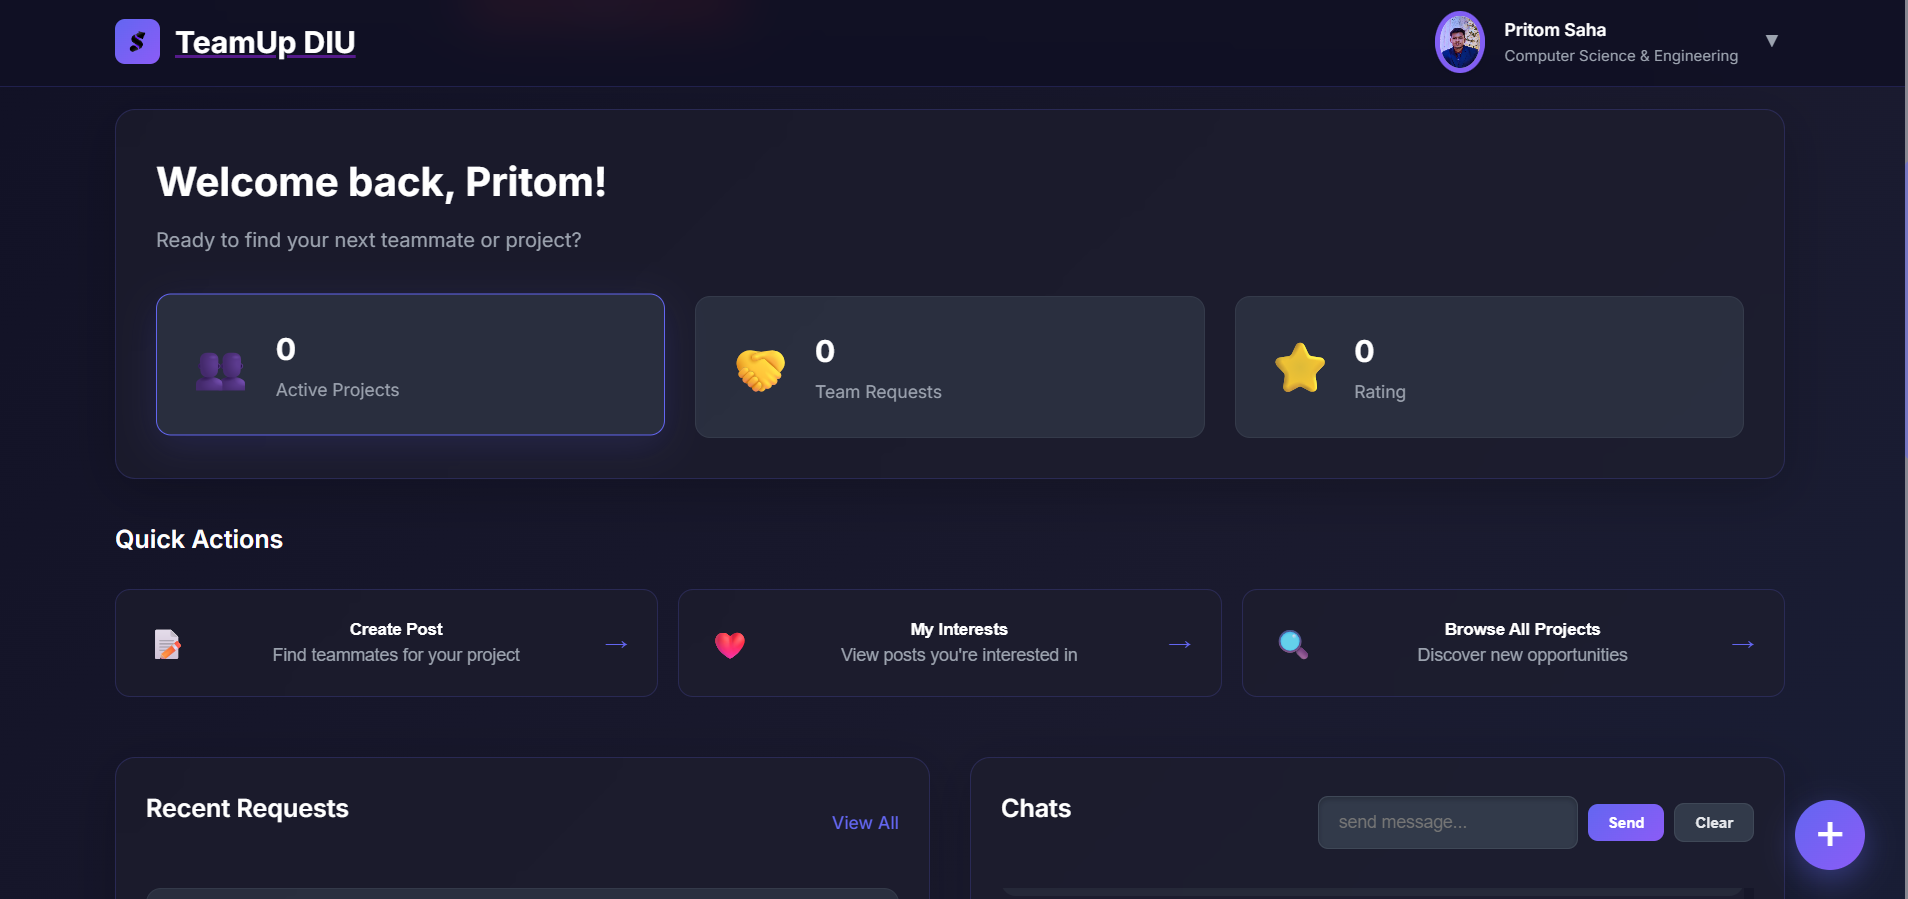 TeamUp DIU
Pritom Saha
Computer Science & Engineering
Welcome back, Pritom!
Ready to find your next teammate or project?
0
Active Projects
0
Team Requests
0
Rating
Quick Actions
Create Post
Find teammates for your project
→
My Interests
View posts you're interested in
→
Browse All Projects
Discover new opportunities
→
Recent Requests
View All
Chats
send message...
Send
Clear
+